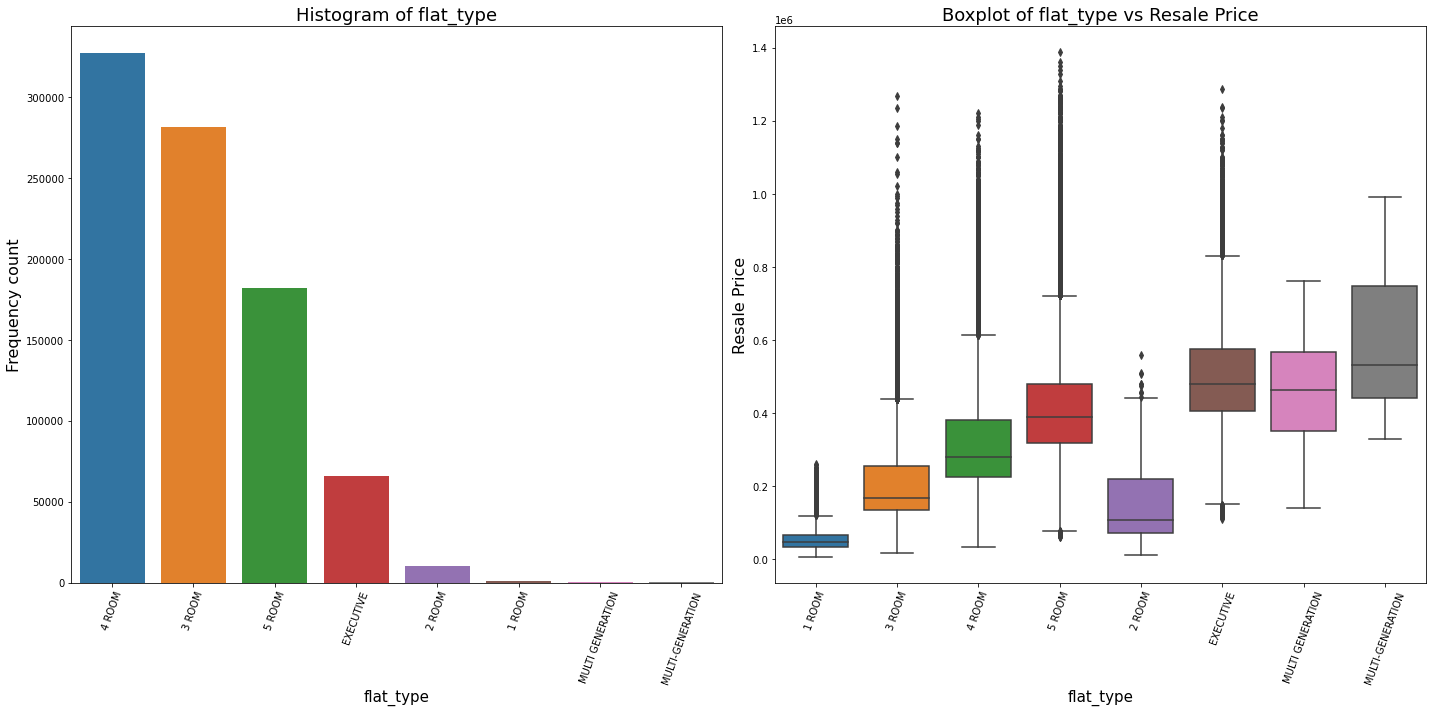 Histogram of flat_type
Frequency count
300000
250000
200000
150000
100000
50000
0
4 ROOM
3 ROOM
5 ROOM
EXECUTIVE
2 ROOM
1 ROOM
MULTI GENERATION
MULTI-GENERATION
flat_type
Boxplot of flat_type vs Resale Price
1e6
Resale Price
1.4
1.2
1.0
0.8
0.6
0.4
0.2
0.0
1 ROOM
3 ROOM
4 ROOM
5 ROOM
2 ROOM
EXECUTIVE
MULTI GENERATION
MULTI-GENERATION
flat_type